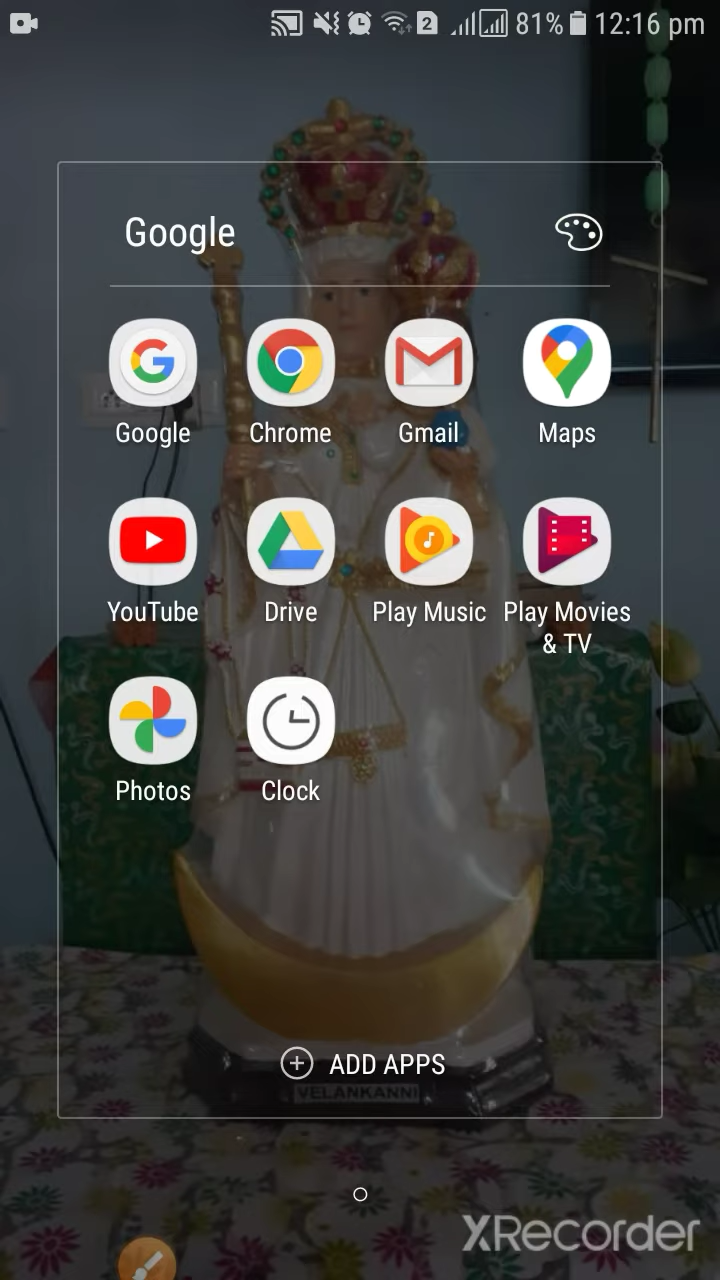 2 81% 12:16 pm
Google
Google Chrome Gmail Maps
YouTube Drive Play Music Play Movies
& TV
Photos Clock
ADD APPS
VELANKANNI
XRecorder